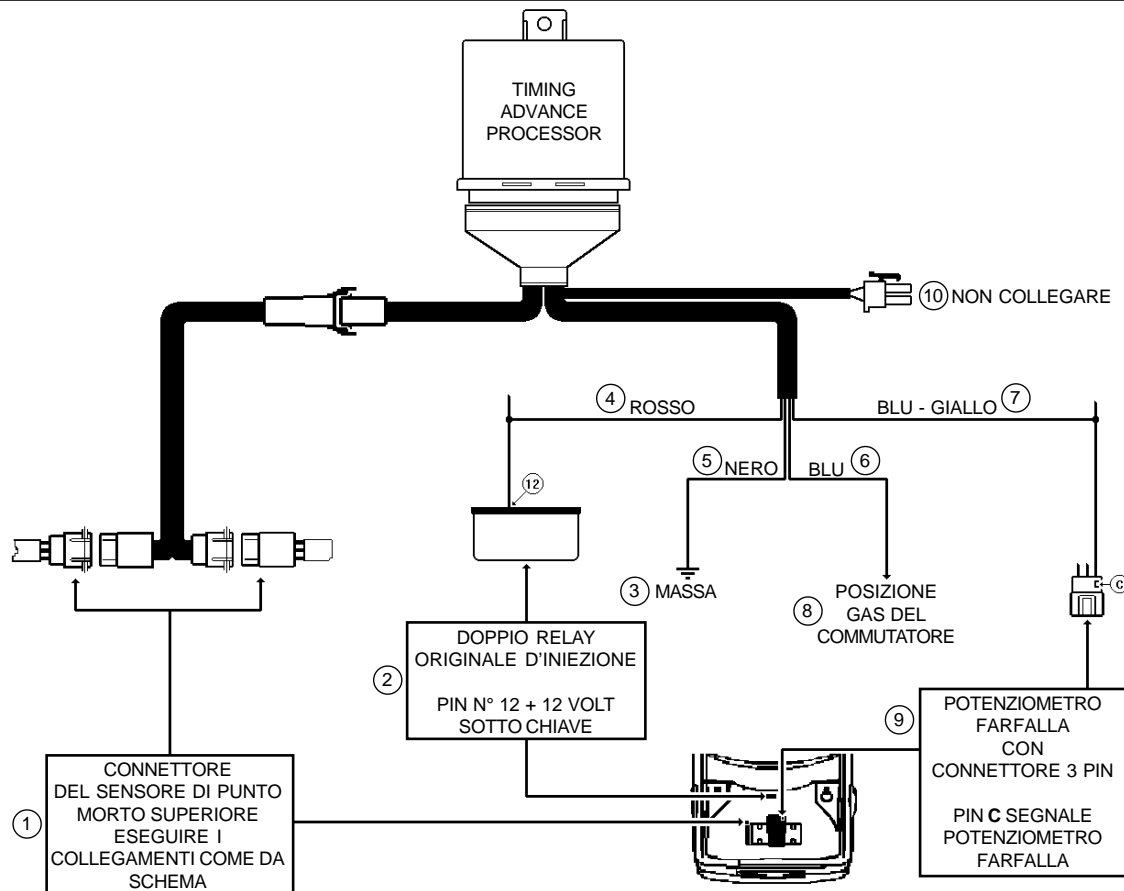 TIMING
ADVANCE
PROCESSOR
10 NON COLLEGARE
4 ROSSO
BLU - GIALLO 7
5 NERO
BLU 6
12
3 MASSA
8 POSIZIONE
GAS DEL
COMMUTATORE
C
2
DOPPIO RELAY
ORIGINALE D'INIEZIONE
PIN N° 12 + 12 VOLT
SOTTO CHIAVE
9
POTENZIOMETRO
FARFALLA
CON
CONNETTORE 3 PIN
PIN C SEGNALE
POTENZIOMETRO
FARFALLA
1
CONNETTORE
DEL SENSORE DI PUNTO
MORTO SUPERIORE
ESEGUIRE I
COLLEGAMENTI COME DA
SCHEMA